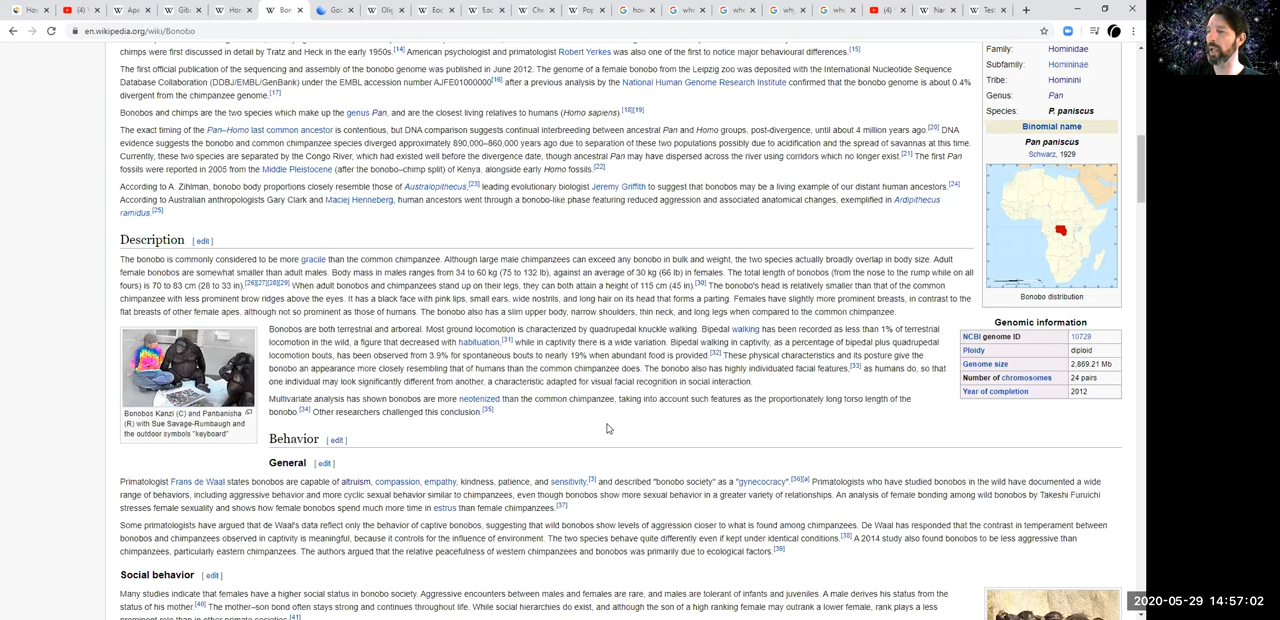 How
(4) Y
W Ape
W Gib
W Hor
W Bon
Goo
W Olig
W Eoc
W Eoc
W Che
W Pop
how
who
who
why
who
(4) Y
W Nar
W Tes
en.wikipedia.org/wiki/Bonobo
chimps were first discussed in detail by Tratz and Heck in the early 1950s.[14] American psychologist and primatologist Robert Yerkes was also one of the first to notice major behavioural differences.[15]
The first official publication of the sequencing and assembly of the bonobo genome was published in June 2012. The genome of a female bonobo from the Leipzig zoo was deposited with the International Nucleotide Sequence
Database Collaboration (DDBJ/EMBL/GenBank) under the EMBL accession number AJFE01000000[16] after a previous analysis by the National Human Genome Research Institute confirmed that the bonobo genome is about 0.4%
divergent from the chimpanzee genome.[17]
Bonobos and chimps are the two species which make up the genus Pan, and are the closest living relatives to humans (Homo sapiens).[18][19]
The exact timing of the Pan–Homo last common ancestor is contentious, but DNA comparison suggests continual interbreeding between ancestral Pan and Homo groups, post-divergence, until about 4 million years ago.[20] DNA
evidence suggests the bonobo and common chimpanzee species diverged approximately 890,000–860,000 years ago due to separation of these two populations possibly due to acidification and the spread of savannas at this time.
Currently, these two species are separated by the Congo River, which had existed well before the divergence date, though ancestral Pan may have dispersed across the river using corridors which no longer exist.[21] The first Pan
fossils were reported in 2005 from the Middle Pleistocene (after the bonobo–chimp split) of Kenya, alongside early Homo fossils.[22]
According to A. Zihlman, bonobo body proportions closely resemble those of Australopithecus,[23] leading evolutionary biologist Jeremy Griffith to suggest that bonobos may be a living example of our distant human ancestors.[24]
According to Australian anthropologists Gary Clark and Maciej Henneberg, human ancestors went through a bonobo-like phase featuring reduced aggression and associated anatomical changes, exemplified in Ardipithecus
ramidus.[25]
Family: Hominidae
Subfamily: Homininae
Tribe: Hominini
Genus: Pan
Species: P. paniscus
Binomial name
Pan paniscus
Schwarz, 1929
Bonobo distribution
Description [ edit ]
The bonobo is commonly considered to be more gracile than the common chimpanzee. Although large male chimpanzees can exceed any bonobo in bulk and weight, the two species actually broadly overlap in body size. Adult
female bonobos are somewhat smaller than adult males. Body mass in males ranges from 34 to 60 kg (75 to 132 lb), against an average of 30 kg (66 lb) in females. The total length of bonobos (from the nose to the rump while on all
fours) is 70 to 83 cm (28 to 33 in).[26][27][28][29] When adult bonobos and chimpanzees stand up on their legs, they can both attain a height of 115 cm (45 in).[30] The bonobo's head is relatively smaller than that of the common
chimpanzee with less prominent brow ridges above the eyes. It has a black face with pink lips, small ears, wide nostrils, and long hair on its head that forms a parting. Females have slightly more prominent breasts, in contrast to the
flat breasts of other female apes, although not so prominent as those of humans. The bonobo also has a slim upper body, narrow shoulders, thin neck, and long legs when compared to the common chimpanzee.
Bonobos are both terrestrial and arboreal. Most ground locomotion is characterized by quadrupedal knuckle walking. Bipedal walking has been recorded as less than 1% of terrestrial
locomotion in the wild, a figure that decreased with habituation,[31] while in captivity there is a wide variation. Bipedal walking in captivity, as a percentage of bipedal plus quadrupedal
locomotion bouts, has been observed from 3.9% for spontaneous bouts to nearly 19% when abundant food is provided.[32] These physical characteristics and its posture give the
bonobo an appearance more closely resembling that of humans than the common chimpanzee does. The bonobo also has highly individuated facial features,[33] as humans do, so that
one individual may look significantly different from another, a characteristic adapted for visual facial recognition in social interaction.
Multivariate analysis has shown bonobos are more neotenized than the common chimpanzee, taking into account such features as the proportionately long torso length of the
bonobo.[34] Other researchers challenged this conclusion.[35]
Bonobos Kanzi (C) and Panbanisha
(R) with Sue Savage-Rumbaugh and
the outdoor symbols "keyboard"
Genomic information
NCBI genome ID 10729
Ploidy diploid
Genome size 2,869.21 Mb
Number of chromosomes 24 pairs
Year of completion 2012
Behavior [ edit ]
General [ edit ]
Primatologist Frans de Waal states bonobos are capable of altruism, compassion, empathy, kindness, patience, and sensitivity,[3] and described "bonobo society" as a "gynecocracy".[36][a] Primatologists who have studied bonobos in the wild have documented a wide
range of behaviors, including aggressive behavior and more cyclic sexual behavior similar to chimpanzees, even though bonobos show more sexual behavior in a greater variety of relationships. An analysis of female bonding among wild bonobos by Takeshi Furuichi
stresses female sexuality and shows how female bonobos spend much more time in estrus than female chimpanzees.[37]
Some primatologists have argued that de Waal's data reflect only the behavior of captive bonobos, suggesting that wild bonobos show levels of aggression closer to what is found among chimpanzees. De Waal has responded that the contrast in temperament between
bonobos and chimpanzees observed in captivity is meaningful, because it controls for the influence of environment. The two species behave quite differently even if kept under identical conditions.[38] A 2014 study also found bonobos to be less aggressive than
chimpanzees, particularly eastern chimpanzees. The authors argued that the relative peacefulness of western chimpanzees and bonobos was primarily due to ecological factors.[39]
Social behavior [ edit ]
Many studies indicate that females have a higher social status in bonobo society. Aggressive encounters between males and females are rare, and males are tolerant of infants and juveniles. A male derives his status from the
status of his mother.[40] The mother–son bond often stays strong and continues throughout life. While social hierarchies do exist, and although the son of a high ranking female may outrank a lower female, rank plays a less
prominent role than in other primate societies.[41]
2020-05-29 14:57:02